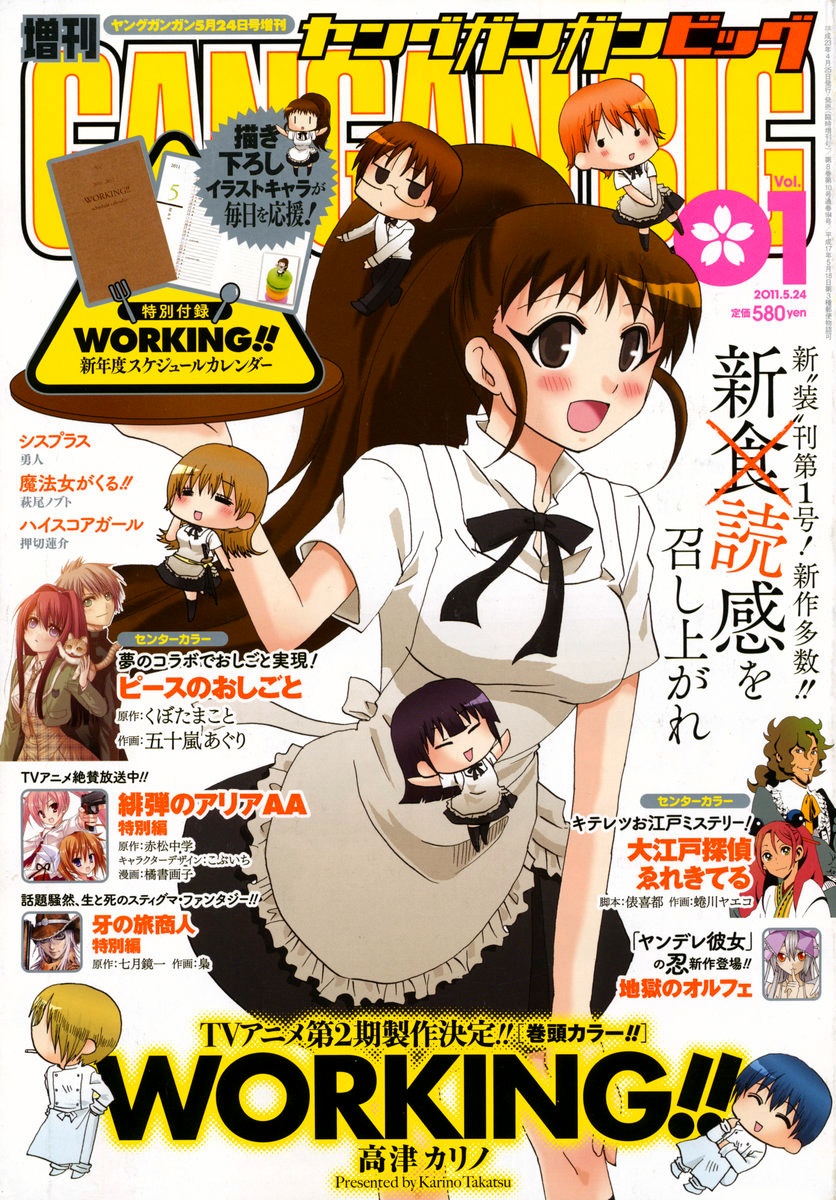 増刊
ヤングガンガン5月24日号増刊
ヤングガンガンビッグ
GANGAN BIG
描き
下ろし
イラストキャラが
毎日を応援!
2011
5
WORKING!!
特別付録
WORKING!!
新年度スケジュールカレンダー
Vol.
1
2011.5.24
定価580yen
新"装"刊第1号! 新作多数!!
新食読感を
召し上がれ
シスプラス
勇人
魔法女がくる!!
萩尾ノブト
ハイスコアガール
押切蓮介
センターカラー
夢のコラボでおしごと実現!
ピースのおしごと
原作:くぼたまこと
作画:五十嵐あぐり
TVアニメ絶賛放送中!!
緋弾のアリアAA
特別編
原作:赤松中学
キャラクターデザイン:こぶいち
漫画:橘書画子
話題騒然、生と死のスティグマ・ファンタジー!!
牙の旅商人
特別編
原作:七月鏡一 作画:梟
センターカラー
キテレツお江戸ミステリー!
大江戸探偵
ゑれきてる
脚本:俵喜都 作画:蜷川ヤエコ
「ヤンデレ彼女」
の忍新作登場!!
地獄のオルフェ
TVアニメ第2期製作決定!![巻頭カラー!!]
WORKING!!
高津カリノ
Presented by Karino Takatsu